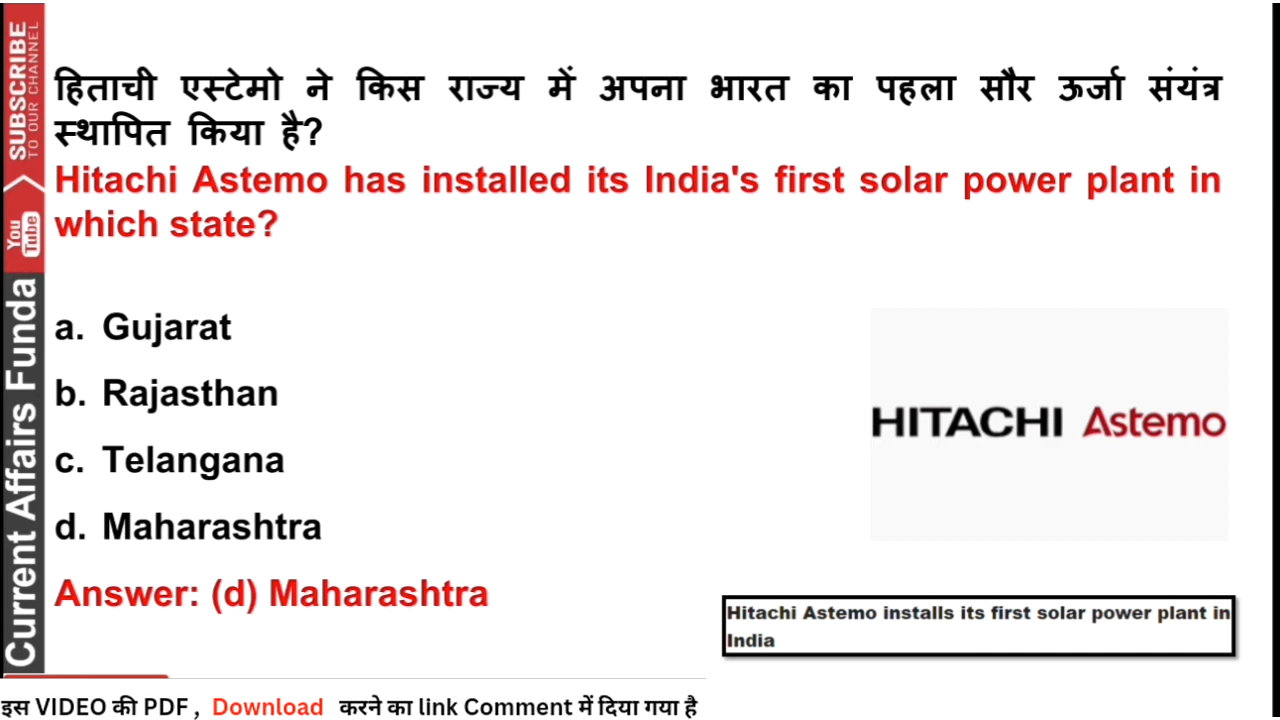 हिताची एस्टेमो ने किस राज्य में अपना भारत का पहला सौर ऊर्जा संयंत्र
स्थापित किया है?
Hitachi Astemo has installed its India's first solar power plant in
which state?
a. Gujarat
b. Rajasthan
c. Telangana
d. Maharashtra
Answer: (d) Maharashtra
HITACHI Astemo
Hitachi Astemo installs its first solar power plant in
India
SUBSCRIBE
TO OUR CHANNEL
You
Tube
Current Affairs Funda
इस VIDEO की PDF , Download करने का link Comment में दिया गया है